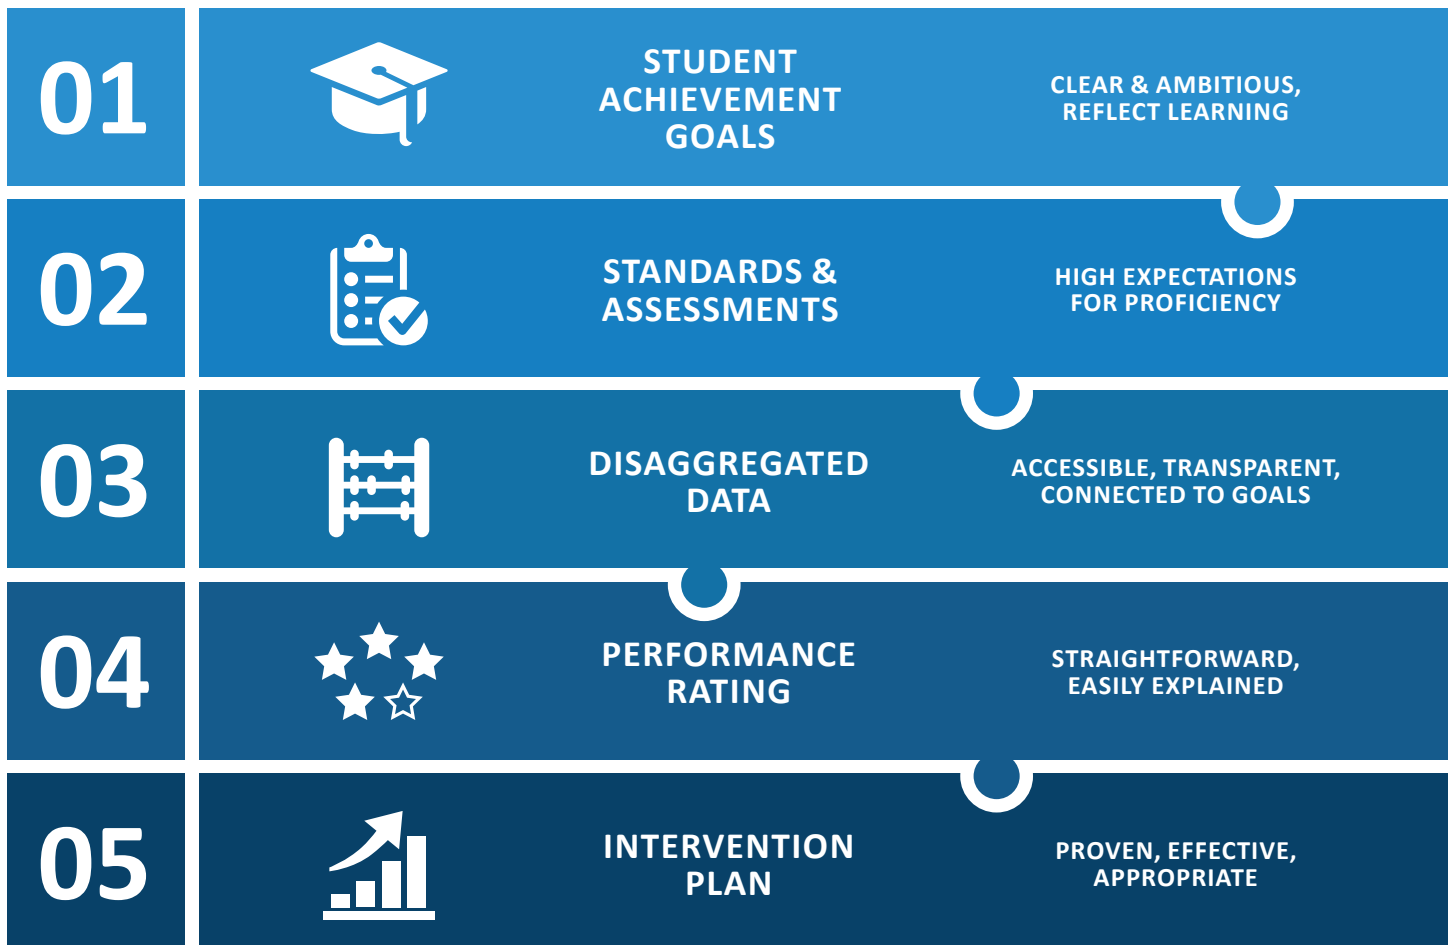 01
STUDENT
ACHIEVEMENT
GOALS
CLEAR & AMBITIOUS,
REFLECT LEARNING
02
STANDARDS &
ASSESSMENTS
HIGH EXPECTATIONS
FOR PROFICIENCY
03
DISAGGREGATED
DATA
ACCESSIBLE, TRANSPARENT,
CONNECTED TO GOALS
04
PERFORMANCE
RATING
STRAIGHTFORWARD,
EASILY EXPLAINED
05
INTERVENTION
PLAN
PROVEN, EFFECTIVE,
APPROPRIATE